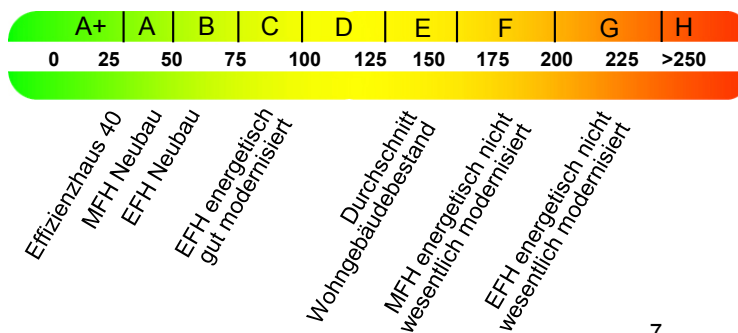 A+ A B C D E F G H
0 25 50 75 100 125 150 175 200 225 >250
Effizienzhaus 40
MFH Neubau
EFH Neubau
EFH energetisch
gut modernisiert
Durchschnitt
Wohngebäudebestand
MFH energetisch nicht
wesentlich modernisiert
EFH energetisch nicht
wesentlich modernisiert
7